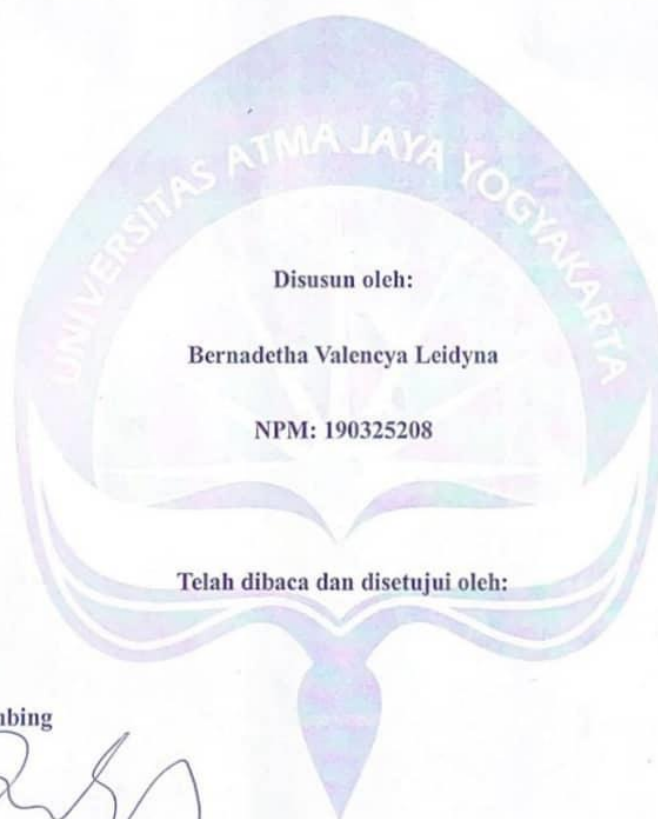 UNIVERSITAS ATMA JAYA YOGYAKARTA
Disusun oleh:
Bernadetha Valencya Leidyna
NPM: 190325208
Telah dibaca dan disetujui oleh: